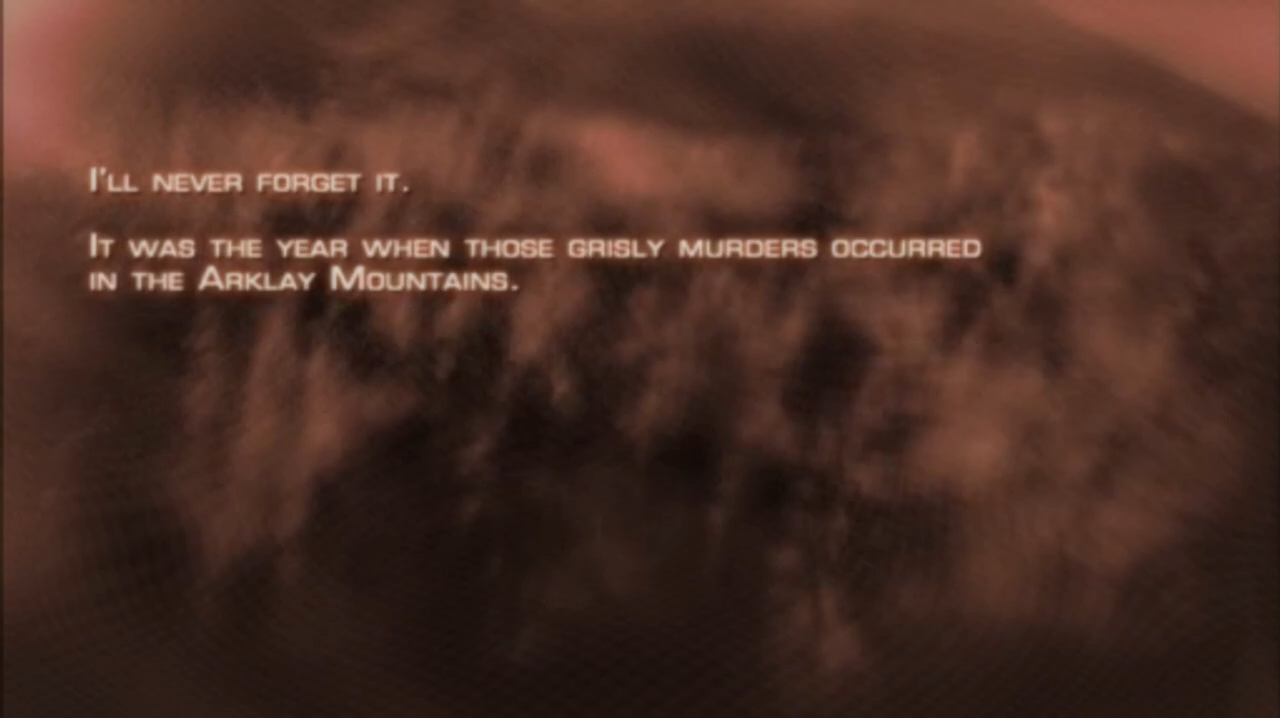 I'll never forget it.
It was the year when those grisly murders occurred
in the Arklay Mountains.